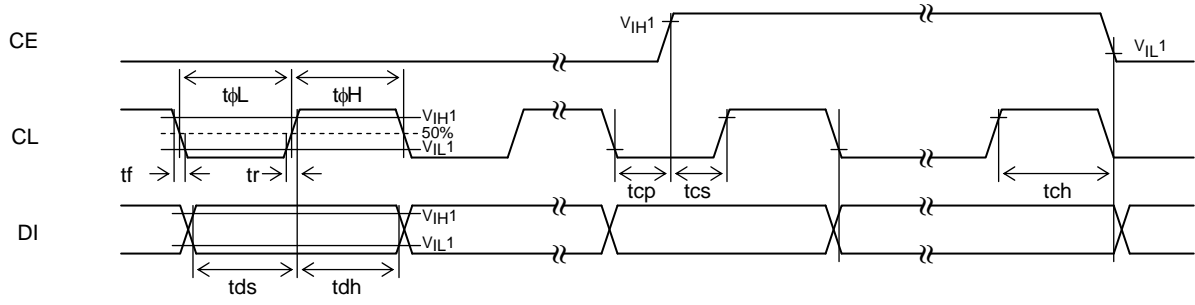 CE
VIH1
VIL1
tϕL
tϕH
CL
VIH1
50%
VIL1
tf
tr
tcp
tcs
tch
DI
VIH1
VIL1
tds
tdh